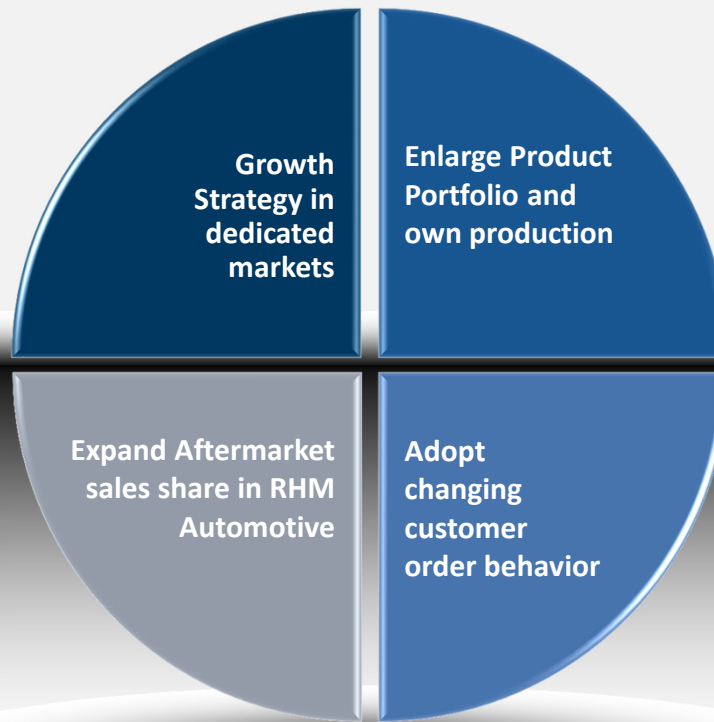 Growth
Strategy in
dedicated
markets
Enlarge Product
Portfolio and
own production
Expand Aftermarket
sales share in RHM
Automotive
Adopt
changing
customer
order behavior